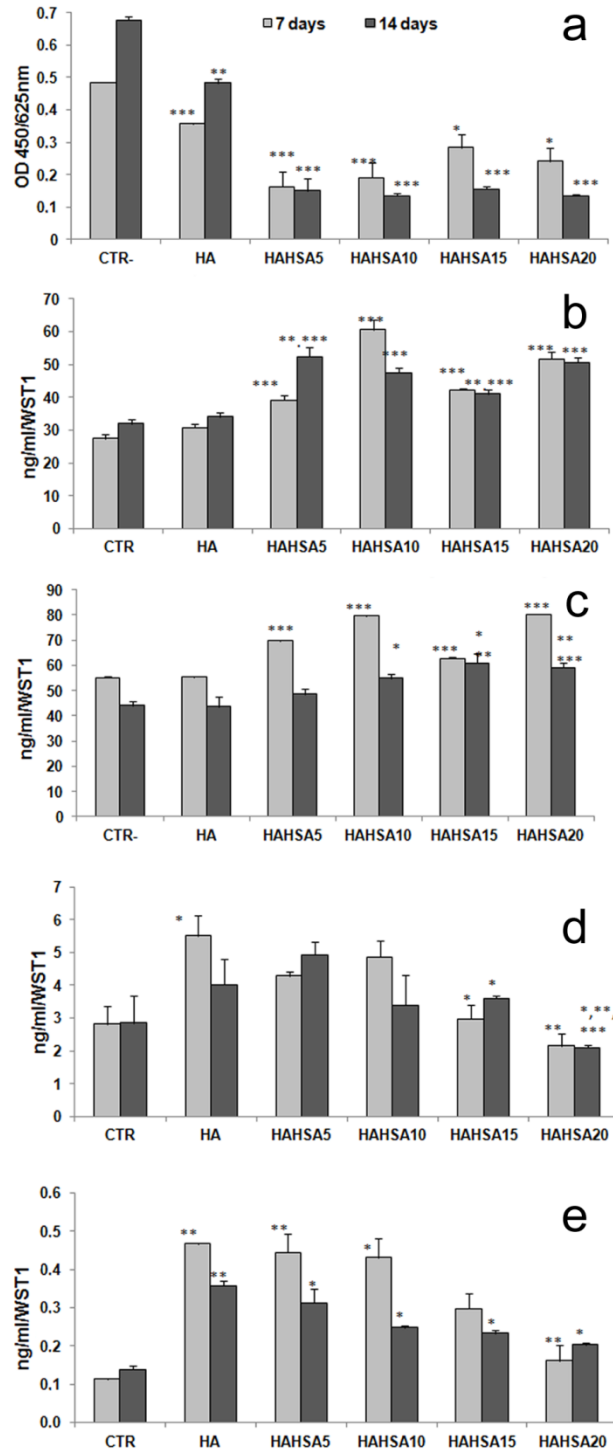 a
7 days 14 days
0.7
0.6
0.5
0.4
0.3
0.2
0.1
0
OD 450/625nm
*** ** *** *** *** *** * *** * ***
CTR- HA HAHSA5 HAHSA10 HAHSA15 HAHSA20
b
70
60
50
40
30
20
10
0
ng/ml/WST1
*** **,*** *** *** *** **,*** *** ***
CTR HA HAHSA5 HAHSA10 HAHSA15 HAHSA20
c
90
80
70
60
50
40
30
20
10
0
ng/ml/WST1
*** *** * *** * ** *** ** ***
CTR- HA HAHSA5 HAHSA10 HAHSA15 HAHSA20
d
7
6
5
4
3
2
1
0
ng/ml/WST1
* * * ** *,**, ***
CTR HA HAHSA5 HAHSA10 HAHSA15 HAHSA20
e
0.6
0.5
0.4
0.3
0.2
0.1
0.0
ng/ml/WST1
** ** ** * * * * ** *
CTR HA HAHSA5 HAHSA10 HAHSA15 HAHSA20